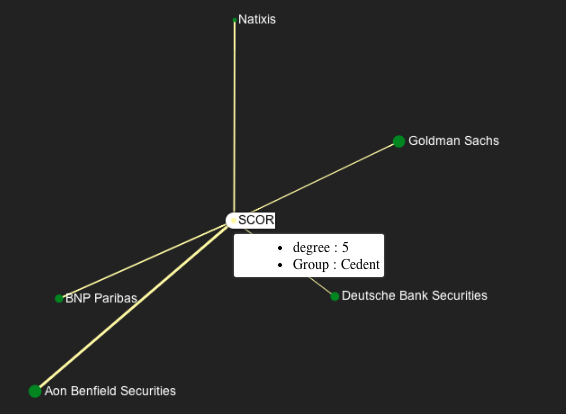 Natixis
Goldman Sachs
SCOR
degree : 5
Group : Cedent
Deutsche Bank Securities
BNP Paribas
Aon Benfield Securities